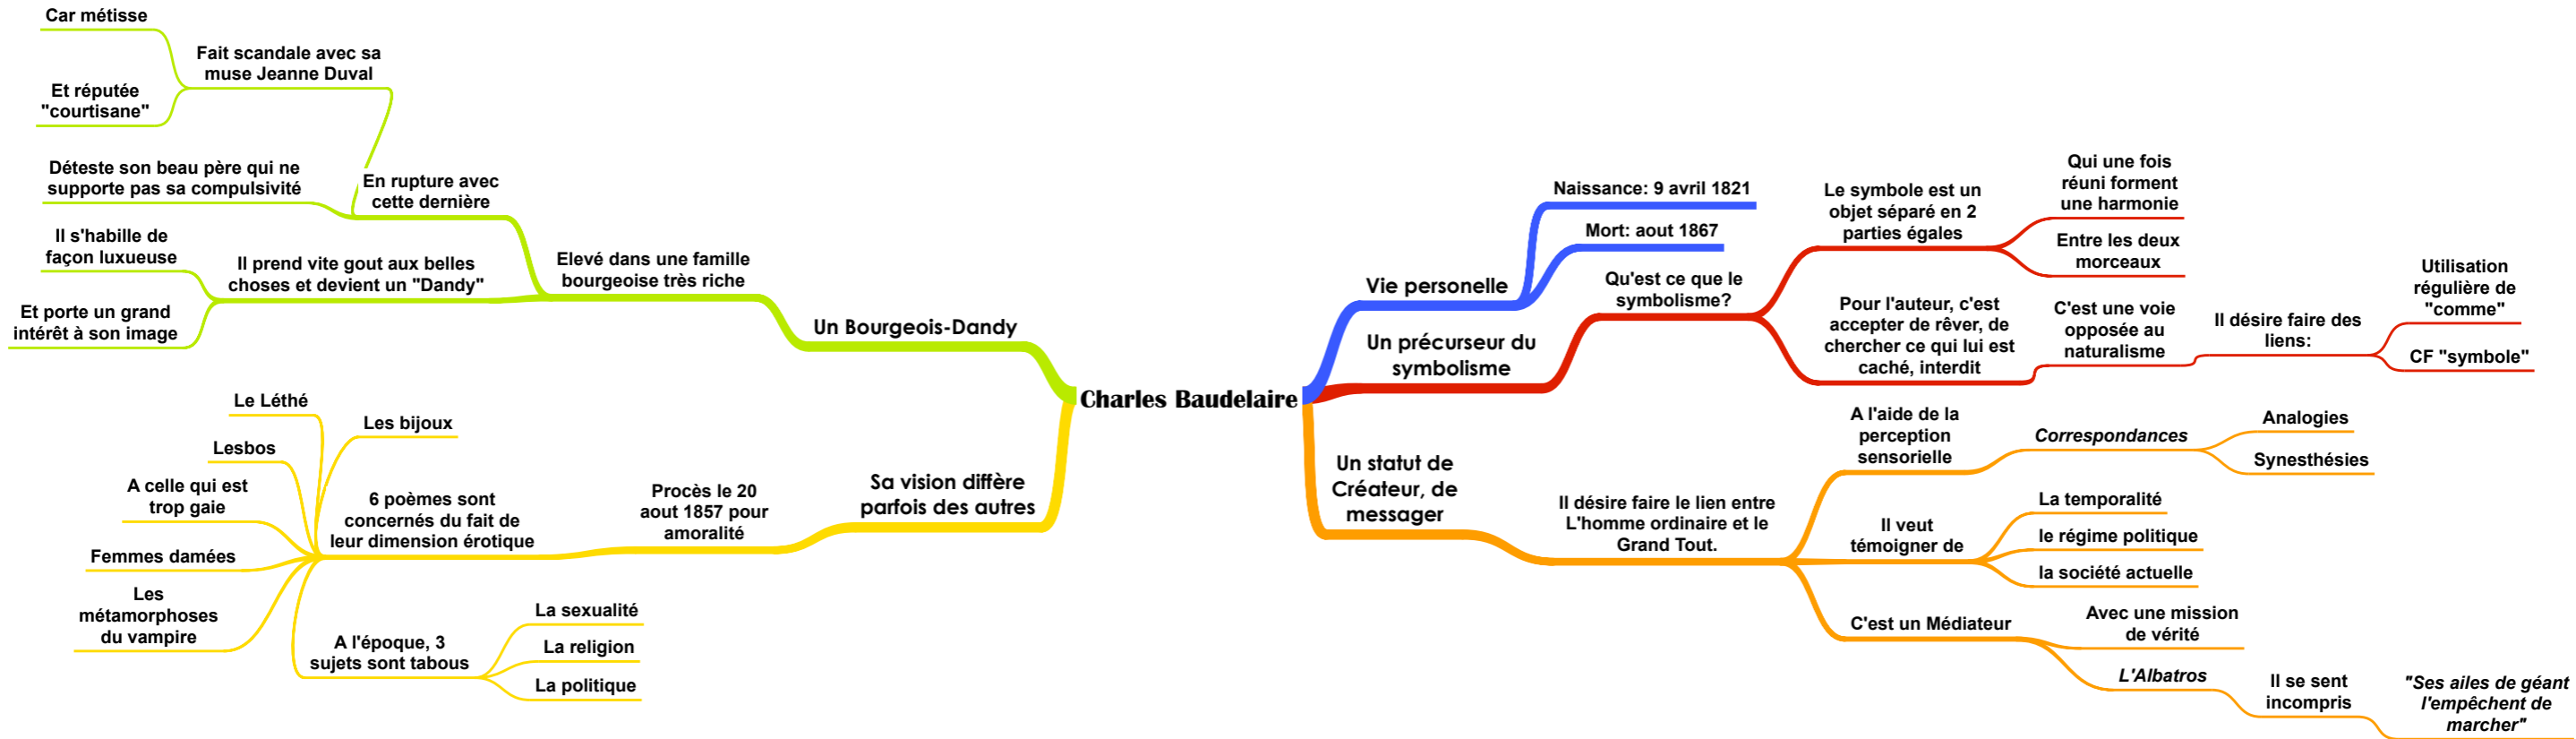 Charles Baudelaire
Un Bourgeois-Dandy
Elevé dans une famille
bourgeoise très riche
En rupture avec
cette dernière
Fait scandale avec sa
muse Jeanne Duval
Car métisse
Et réputée
"courtisane"
Déteste son beau père qui ne
supporte pas sa compulsivité
Il prend vite gout aux belles
choses et devient un "Dandy"
Il s'habille de
façon luxueuse
Et porte un grand
intérêt à son image
Sa vision diffère
parfois des autres
Procès le 20
aout 1857 pour
amoralité
6 poèmes sont
concernés du fait de
leur dimension érotique
Les bijoux
Le Léthé
Lesbos
A celle qui est
trop gaie
Femmes damées
Les
métamorphoses
du vampire
A l'époque, 3
sujets sont tabous
La sexualité
La religion
La politique
Vie personelle
Naissance: 9 avril 1821
Mort: aout 1867
Un précurseur du
symbolisme
Qu'est ce que le
symbolisme?
Le symbole est un
objet séparé en 2
parties égales
Qui une fois
réuni forment
une harmonie
Entre les deux
morceaux
Pour l'auteur, c'est
accepter de rêver, de
chercher ce qui lui est
caché, interdit
C'est une voie
opposée au
naturalisme
Il désire faire des
liens:
Utilisation
régulière de
"comme"
CF "symbole"
Un statut de
Créateur, de
messager
Il désire faire le lien entre
L'homme ordinaire et le
Grand Tout.
A l'aide de la
perception
sensorielle
Correspondances
Analogies
Synesthésies
Il veut
témoigner de
La temporalité
le régime politique
la société actuelle
C'est un Médiateur
Avec une mission
de vérité
L'Albatros
Il se sent
incompris
"Ses ailes de géant
l'empêchent de
marcher"